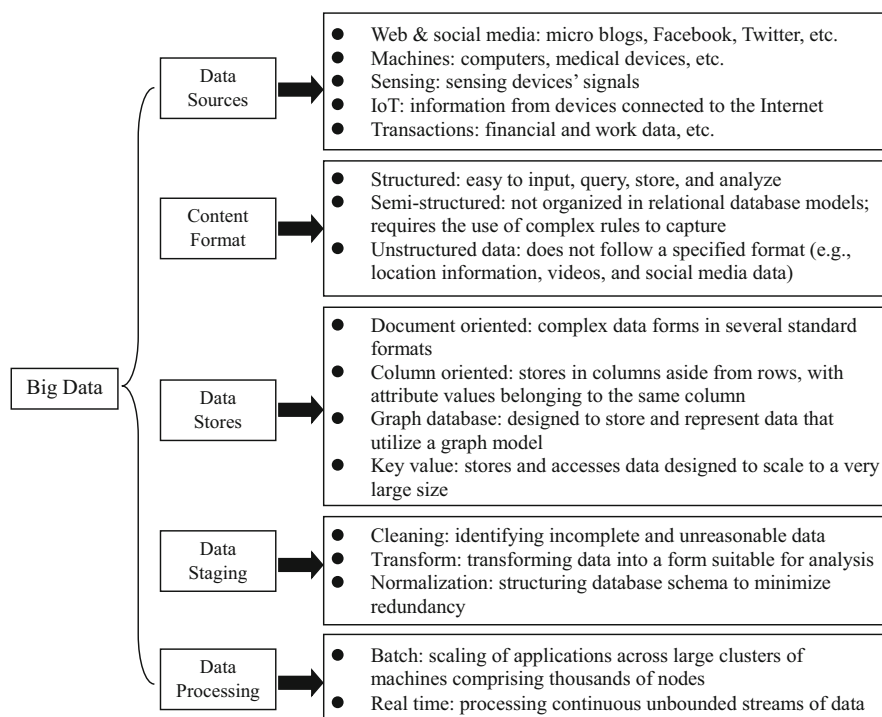 Big Data
Data
Sources
● Web & social media: micro blogs, Facebook, Twitter, etc.
● Machines: computers, medical devices, etc.
● Sensing: sensing devices’ signals
● IoT: information from devices connected to the Internet
● Transactions: financial and work data, etc.
Content
Format
● Structured: easy to input, query, store, and analyze
● Semi-structured: not organized in relational database models;
requires the use of complex rules to capture
● Unstructured data: does not follow a specified format (e.g.,
location information, videos, and social media data)
Data
Stores
● Document oriented: complex data forms in several standard
formats
● Column oriented: stores in columns aside from rows, with
attribute values belonging to the same column
● Graph database: designed to store and represent data that
utilize a graph model
● Key value: stores and accesses data designed to scale to a very
large size
Data
Staging
● Cleaning: identifying incomplete and unreasonable data
● Transform: transforming data into a form suitable for analysis
● Normalization: structuring database schema to minimize
redundancy
Data
Processing
● Batch: scaling of applications across large clusters of
machines comprising thousands of nodes
● Real time: processing continuous unbounded streams of data